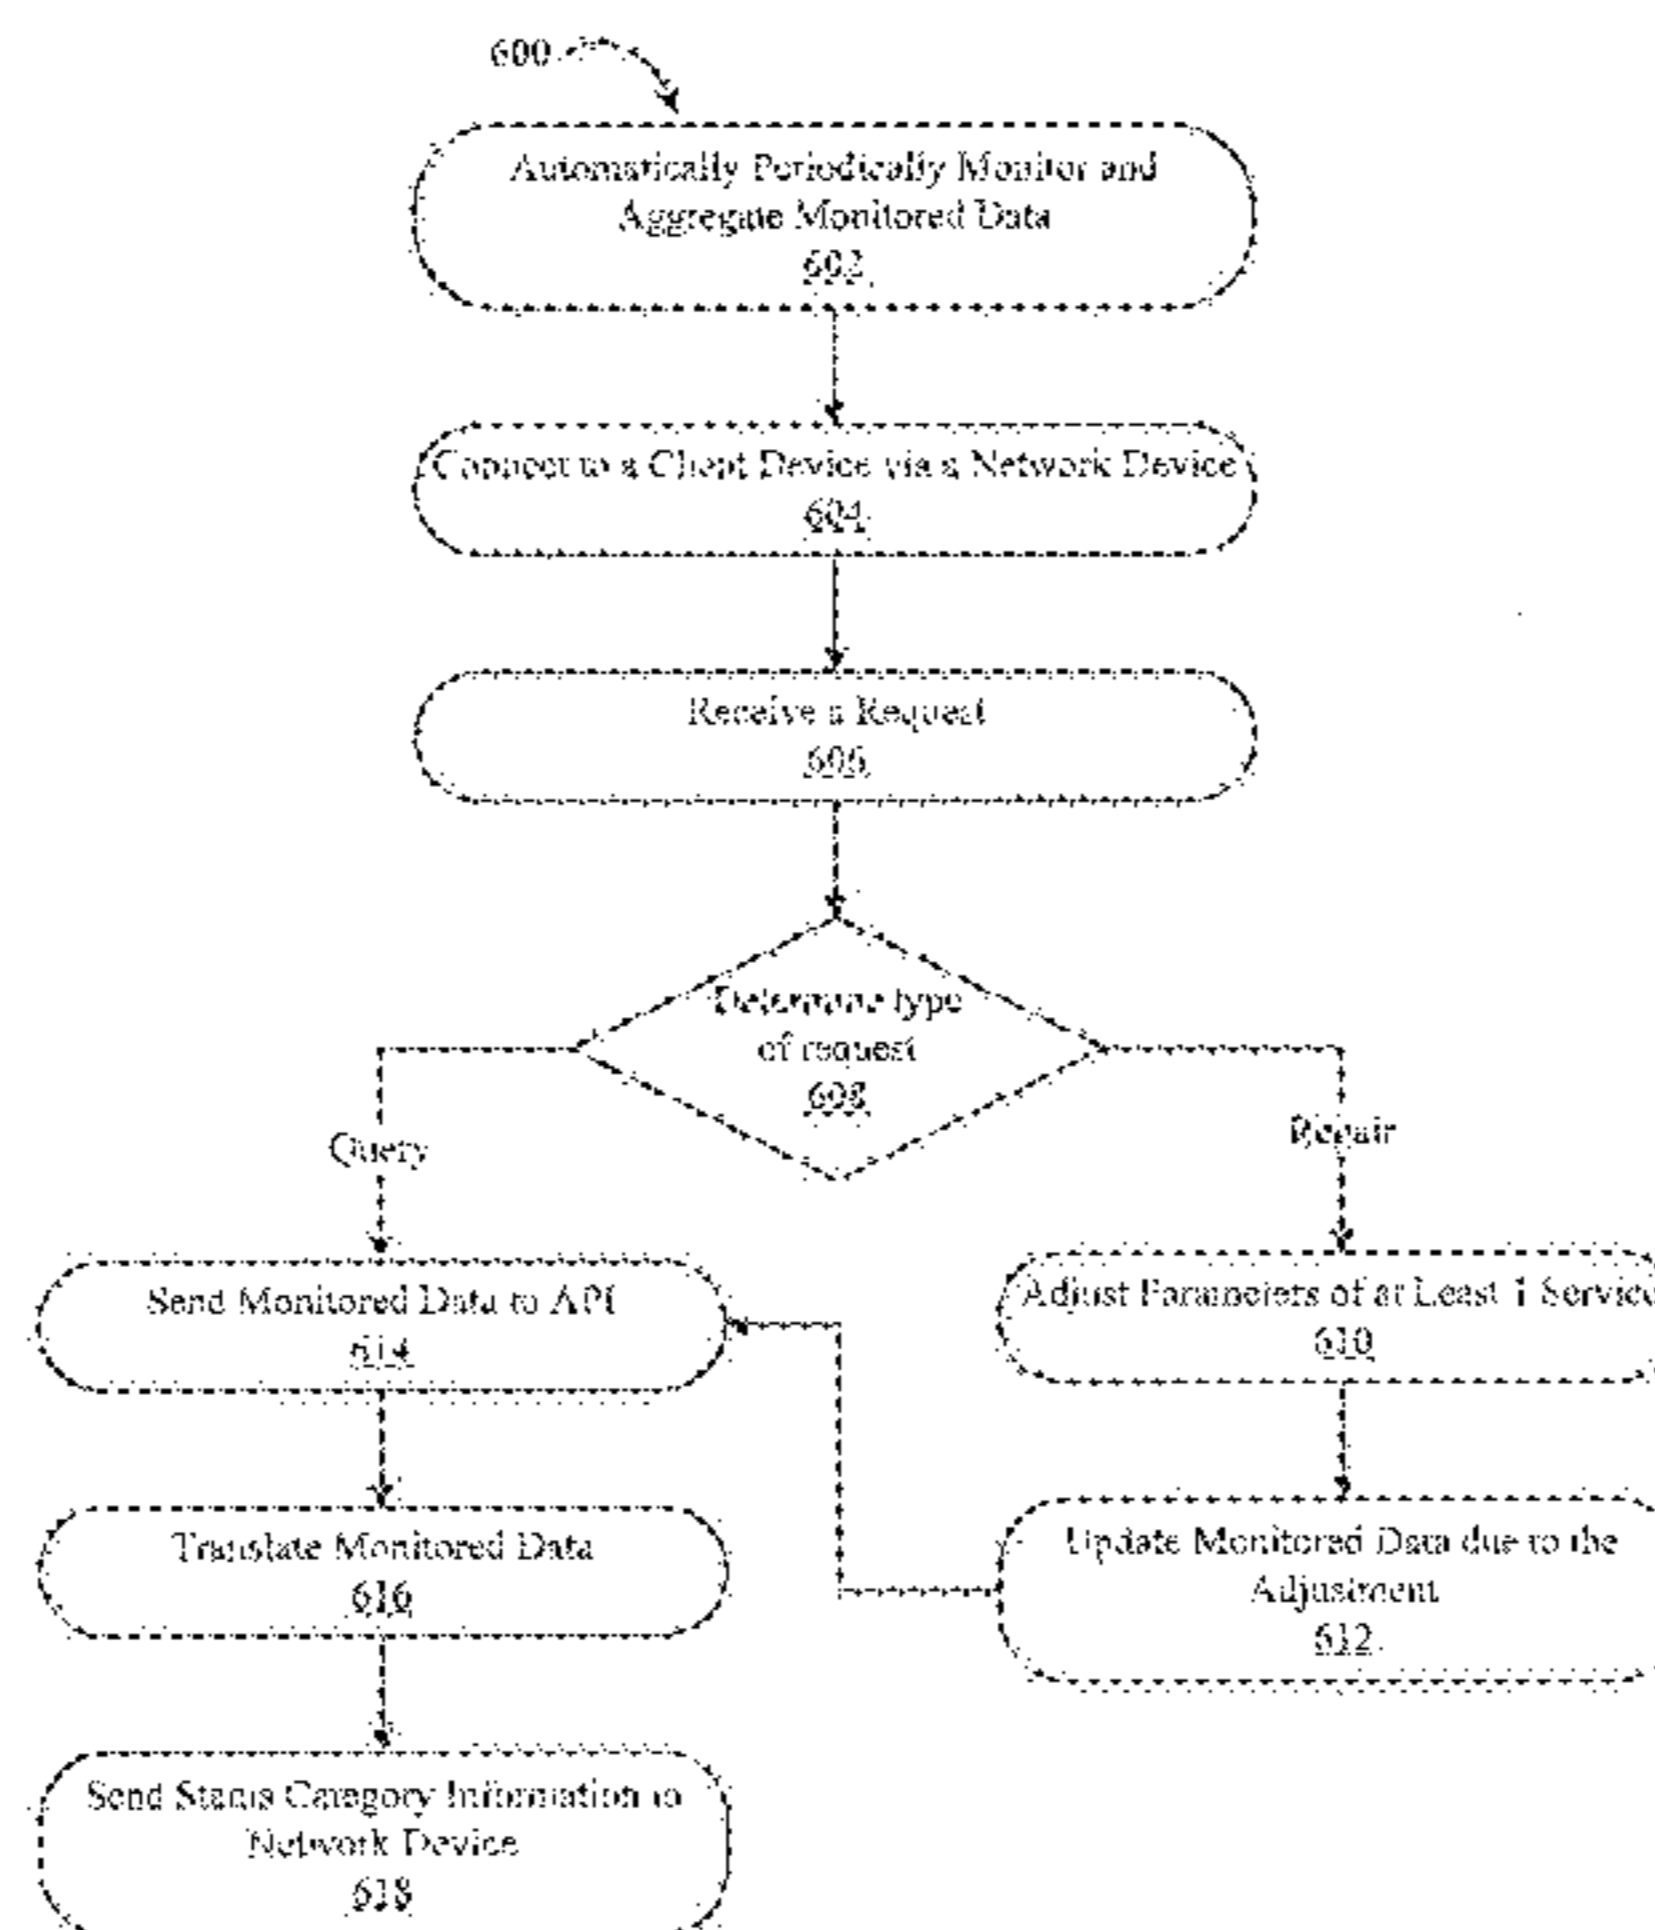 600
Automatically Periodically Monitor and
Aggregate Monitored Data
602
Connect to a Client Device via a Network Device
604
Receive a Request
606
Determine type
of request
608
Query
Repair
Send Monitored Data to API
614
Adjust Parameters of at Least 1 Service
610
Translate Monitored Data
616
Update Monitored Data due to the
Adjustment
612
Send Status Category Information to
Network Device
618